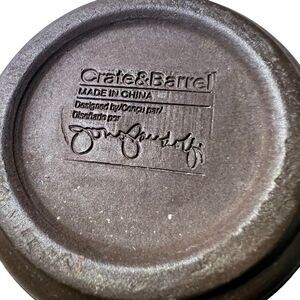 Crate&Barrel
MADE IN CHINA
Designed by/Conçu par/
Diseñado por